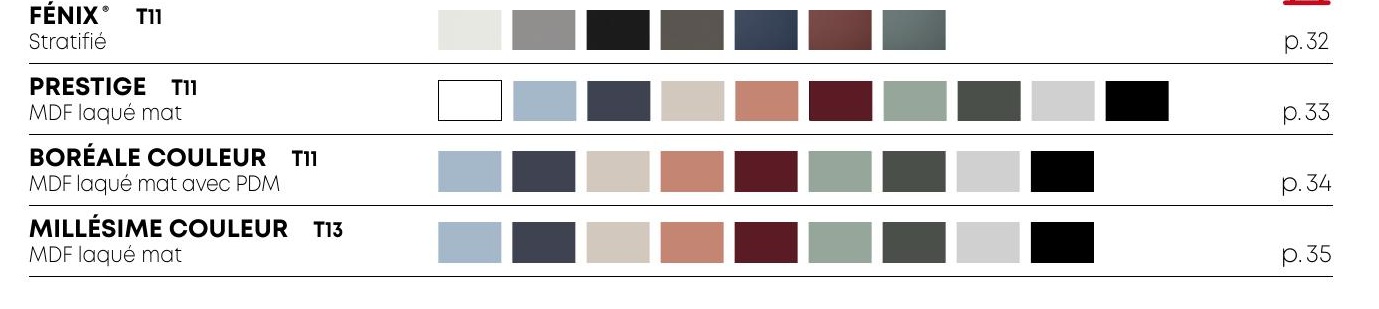 FÉNIX® T11
Stratifié
p. 32
PRESTIGE T11
MDF laqué mat
p. 33
BORÉALE COULEUR T11
MDF laqué mat avec PDM
p. 34
MILLÉSIME COULEUR T13
MDF laqué mat
p. 35